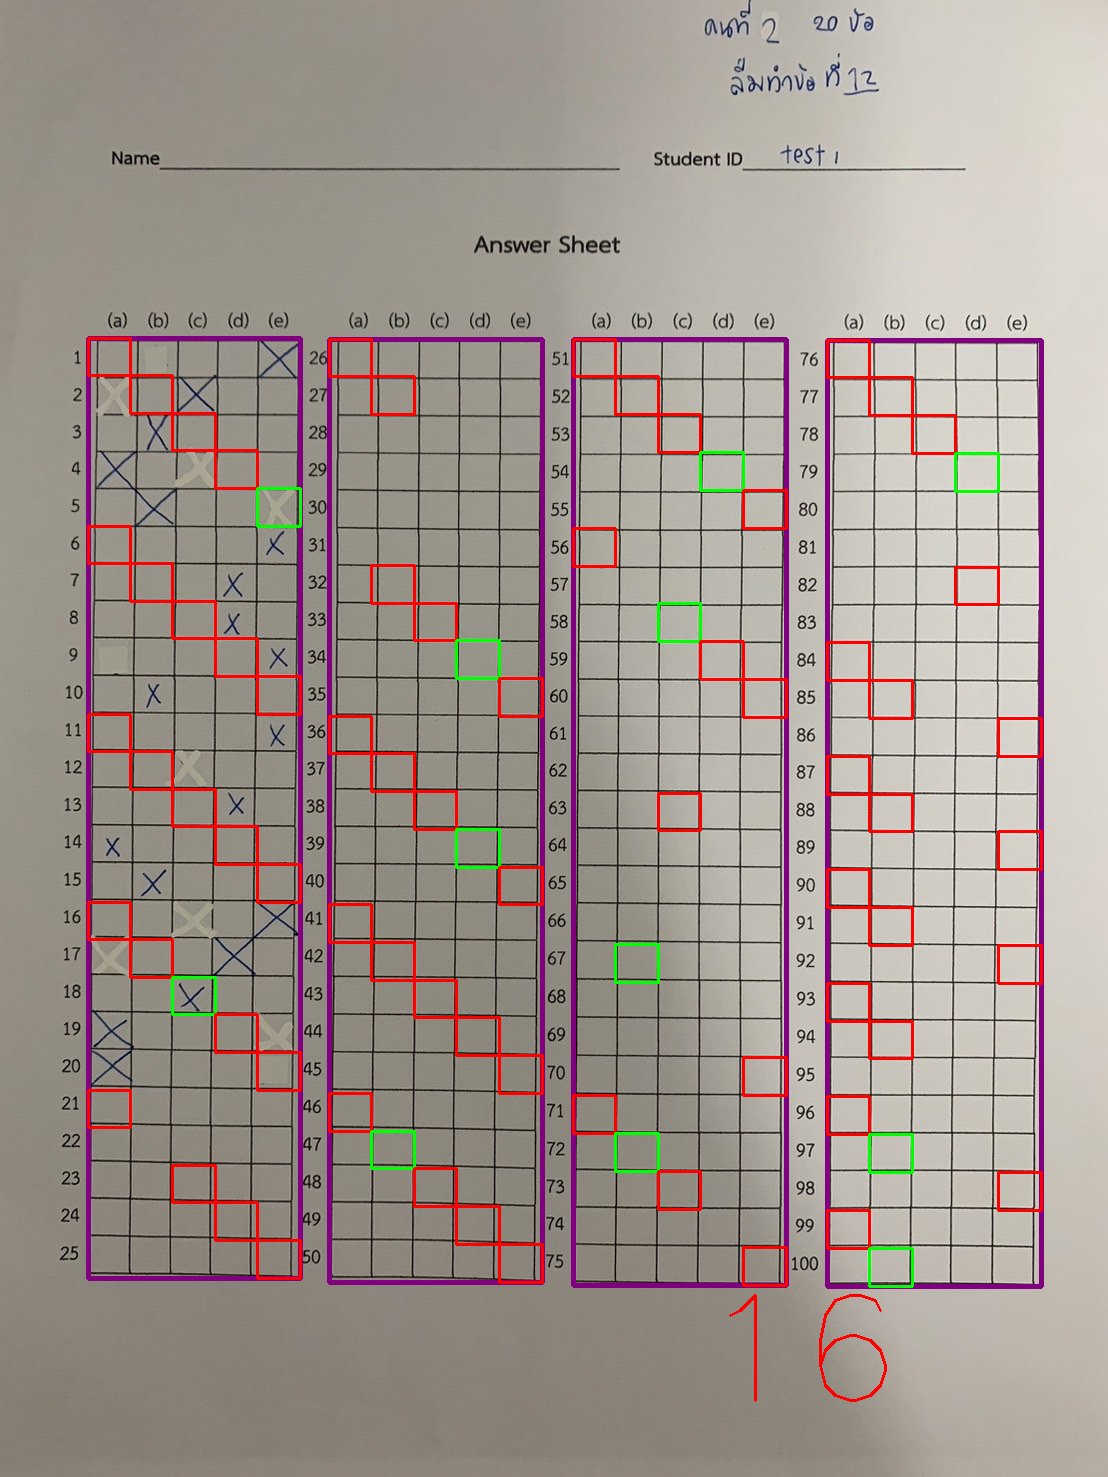 คนที่ 2 20 ข้อ
ลืมทำข้อ ที่ 12
Name Student ID test 1
Answer Sheet
(a) (b) (c) (d) (e) (a) (b) (c) (d) (e) (a) (b) (c) (d) (e) (a) (b) (c) (d) (e)
1 26 51 76
2 27 52 77
3 28 53 78
4 29 54 79
5 30 55 80
6 31 56 81
7 32 57 82
8 33 58 83
9 34 59 84
10 35 60 85
11 36 61 86
12 37 62 87
13 38 63 88
14 39 64 89
15 40 65 90
16 41 66 91
17 42 67 92
18 43 68 93
19 44 69 94
20 45 70 95
21 46 71 96
22 47 72 97
23 48 73 98
24 49 74 99
25 50 75 100
16